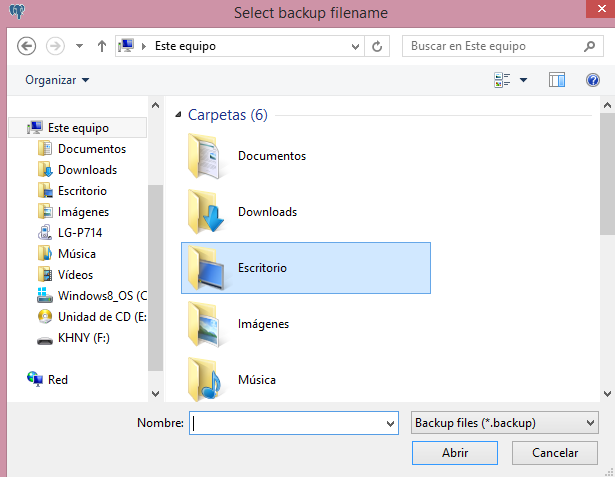 Select backup filename
Este equipo
Buscar en Este equipo
Organizar
Este equipo
Documentos
Downloads
Escritorio
Imágenes
LG-P714
Música
Vídeos
Windows8_OS (C
Unidad de CD (E:
KHNY (F:)
Red
Carpetas (6)
Documentos
Downloads
Escritorio
Imágenes
Música
Nombre:
Backup files (*.backup)
Abrir
Cancelar